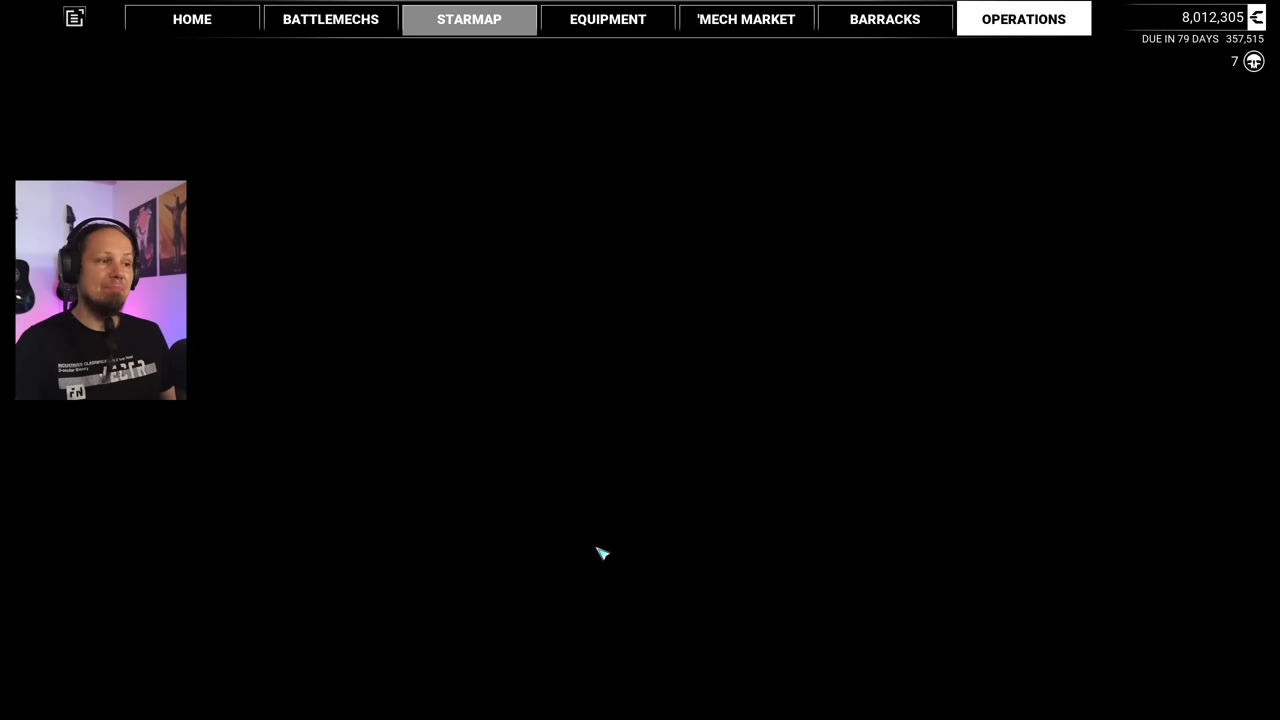 HOME
BATTLEMECHS
STARMAP
EQUIPMENT
'MECH MARKET
BARRACKS
OPERATIONS
8,012,305
DUE IN 79 DAYS 357,515
7